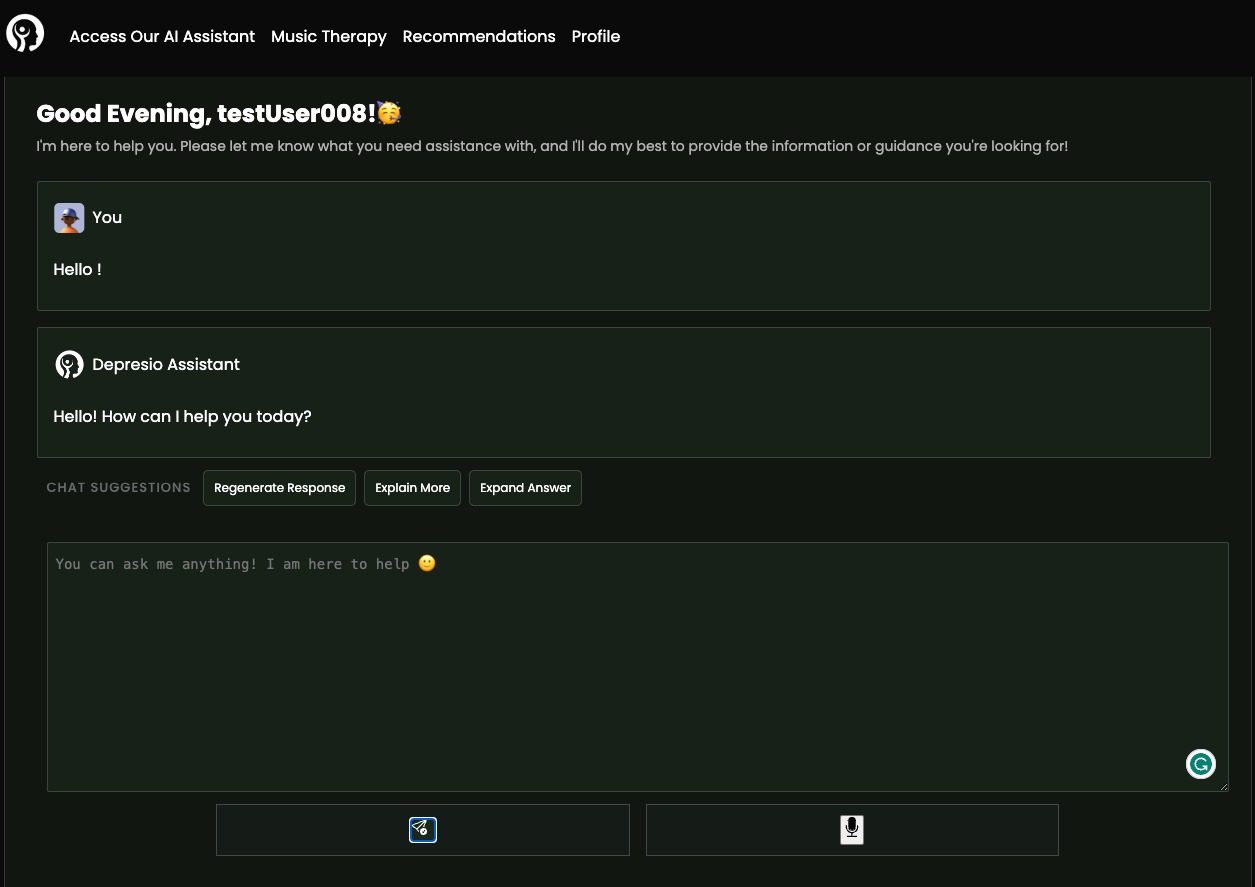 Access Our AI Assistant Music Therapy Recommendations Profile
Good Evening, testUser008!🥳
I'm here to help you. Please let me know what you need assistance with, and I'll do my best to provide the information or guidance you're looking for!
You
Hello !
Depresio Assistant
Hello! How can I help you today?
CHAT SUGGESTIONS Regenerate Response Explain More Expand Answer
You can ask me anything! I am here to help 🙂